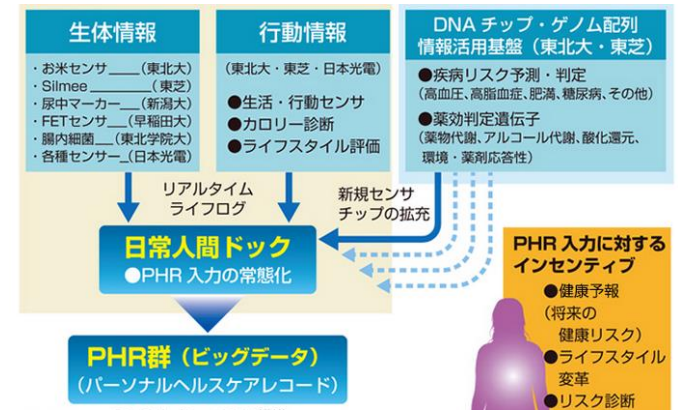 生体情報
・お米センサ____(東北大)
・Silmee__________(東芝)
・尿中マーカー___(新潟大)
・FETセンサ__(早稲田大)
・腸内細菌__(東北学院大)
・各種センサー_(日本光電)
行動情報
(東北大・東芝・日本光電)
●生活・行動センサ
●カロリー診断
●ライフスタイル評価
DNA チップ・ゲノム配列
情報活用基盤（東北大・東芝）
●疾病リスク予測・判定
(高血圧、高脂血症、肥満、糖尿病、その他)
●薬効判定遺伝子
(薬物代謝、アルコール代謝、酸化還元、
環境・薬剤応答性)
リアルタイム
ライフログ
新規センサ
チップの拡充
日常人間ドック
●PHR 入力の常態化
PHR群（ビッグデータ）
(パーソナルヘルスケアレコード)
PHR 入力に対する
インセンティブ
●健康予報
(将来の
健康リスク)
●ライフスタイル
変革
●リスク診断